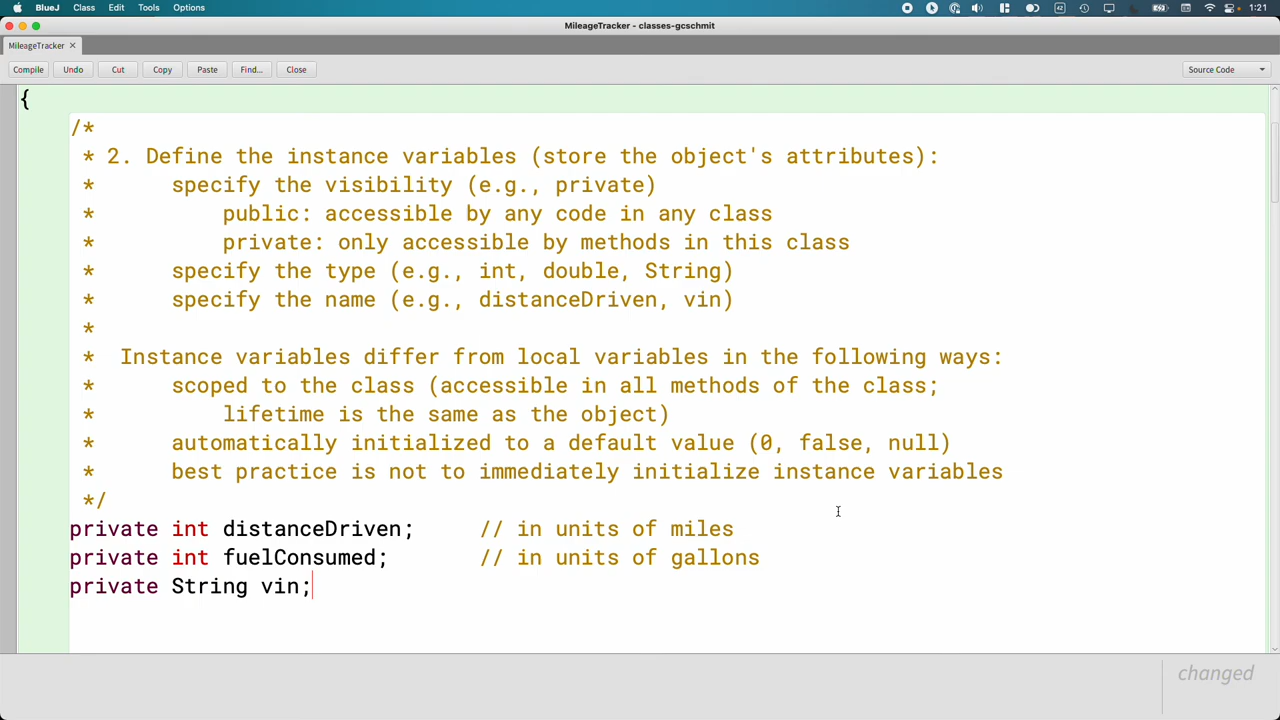 BlueJ Class Edit Tools Options 42 1:21
MileageTracker - classes-gcschmit
MileageTracker ×
Compile Undo Cut Copy Paste Find... Close Source Code
{
/*
* 2. Define the instance variables (store the object's attributes):
* specify the visibility (e.g., private)
* public: accessible by any code in any class
* private: only accessible by methods in this class
* specify the type (e.g., int, double, String)
* specify the name (e.g., distanceDriven, vin)
*
* Instance variables differ from local variables in the following ways:
* scoped to the class (accessible in all methods of the class;
* lifetime is the same as the object)
* automatically initialized to a default value (0, false, null)
* best practice is not to immediately initialize instance variables
*/
private int distanceDriven; // in units of miles
private int fuelConsumed; // in units of gallons
private String vin;
changed